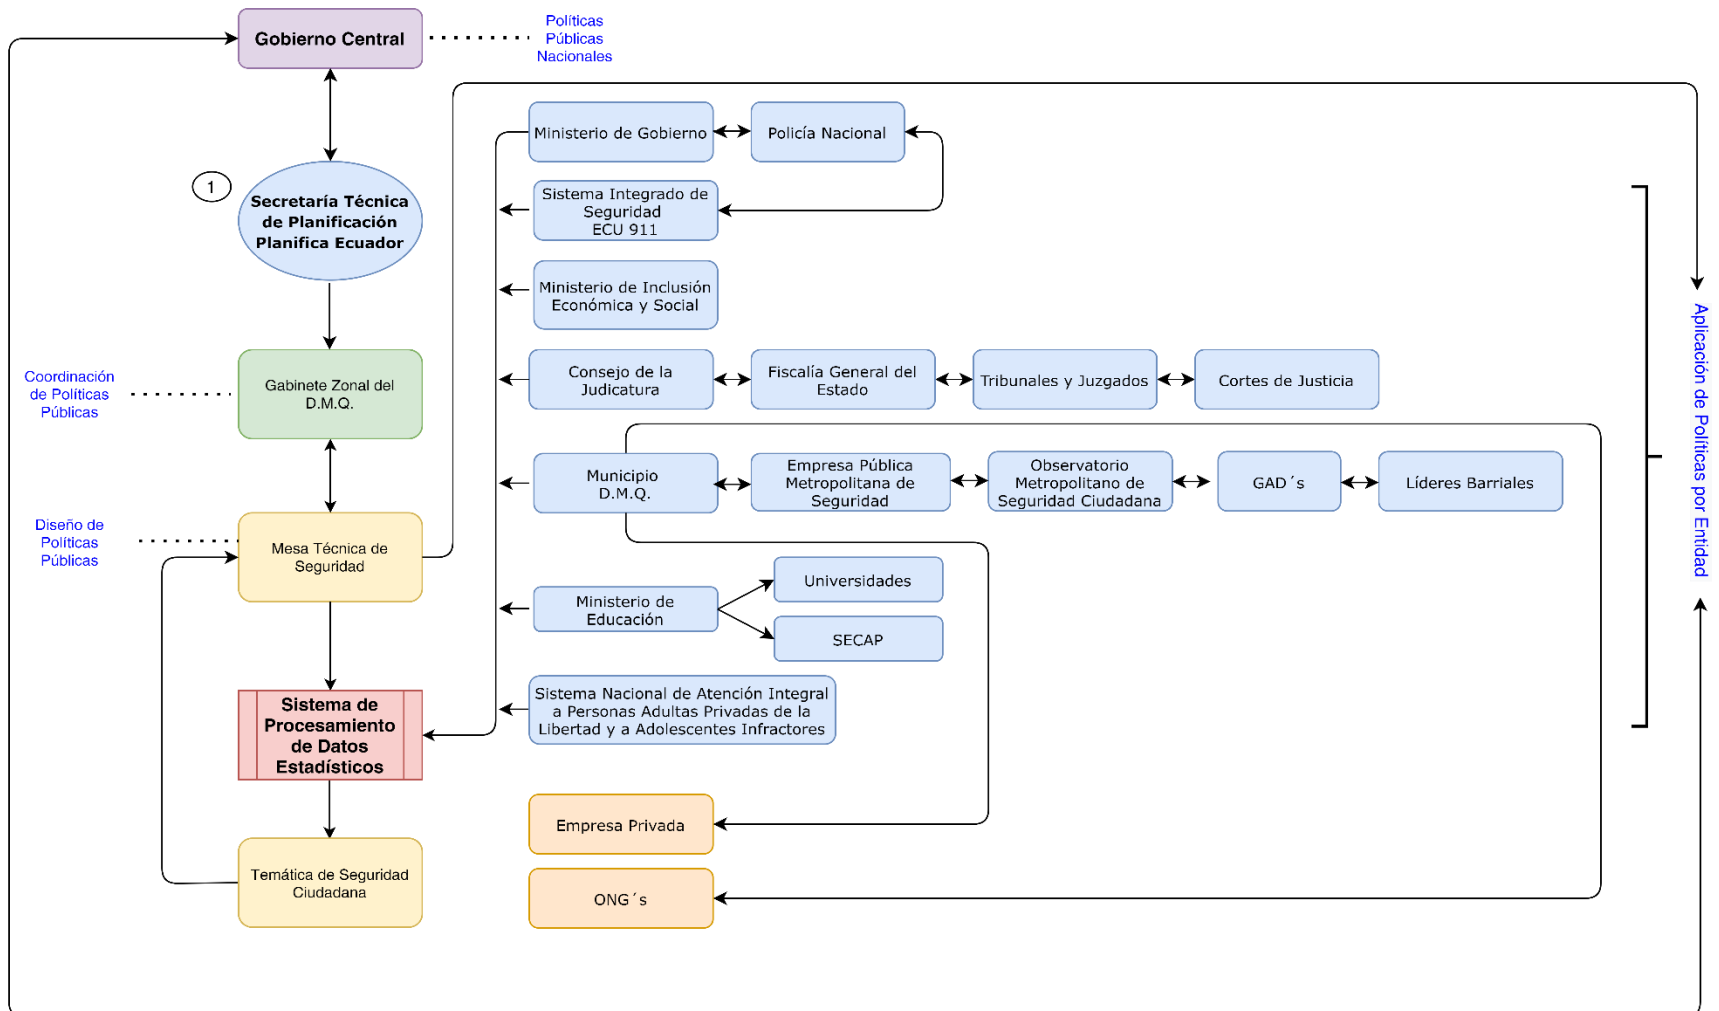 Gobierno Central
Políticas
Públicas
Nacionales
1
Secretaría Técnica
de Planificación
Planifica Ecuador
Coordinación
de Políticas
Públicas
Gabinete Zonal del
D.M.Q.
Diseño de
Políticas
Públicas
Mesa Técnica de
Seguridad
Sistema de
Procesamiento
de Datos
Estadísticos
Temática de Seguridad
Ciudadana
Ministerio de Gobierno
Policía Nacional
Sistema Integrado de
Seguridad
ECU 911
Ministerio de Inclusión
Económica y Social
Consejo de la
Judicatura
Fiscalía General del
Estado
Tribunales y Juzgados
Cortes de Justicia
Municipio
D.M.Q.
Empresa Pública
Metropolitana de
Seguridad
Observatorio
Metropolitano de
Seguridad Ciudadana
GAD´s
Líderes Barriales
Ministerio de
Educación
Universidades
SECAP
Sistema Nacional de Atención Integral
a Personas Adultas Privadas de la
Libertad y a Adolescentes Infractores
Empresa Privada
ONG´s
Aplicación de Políticas por Entidad